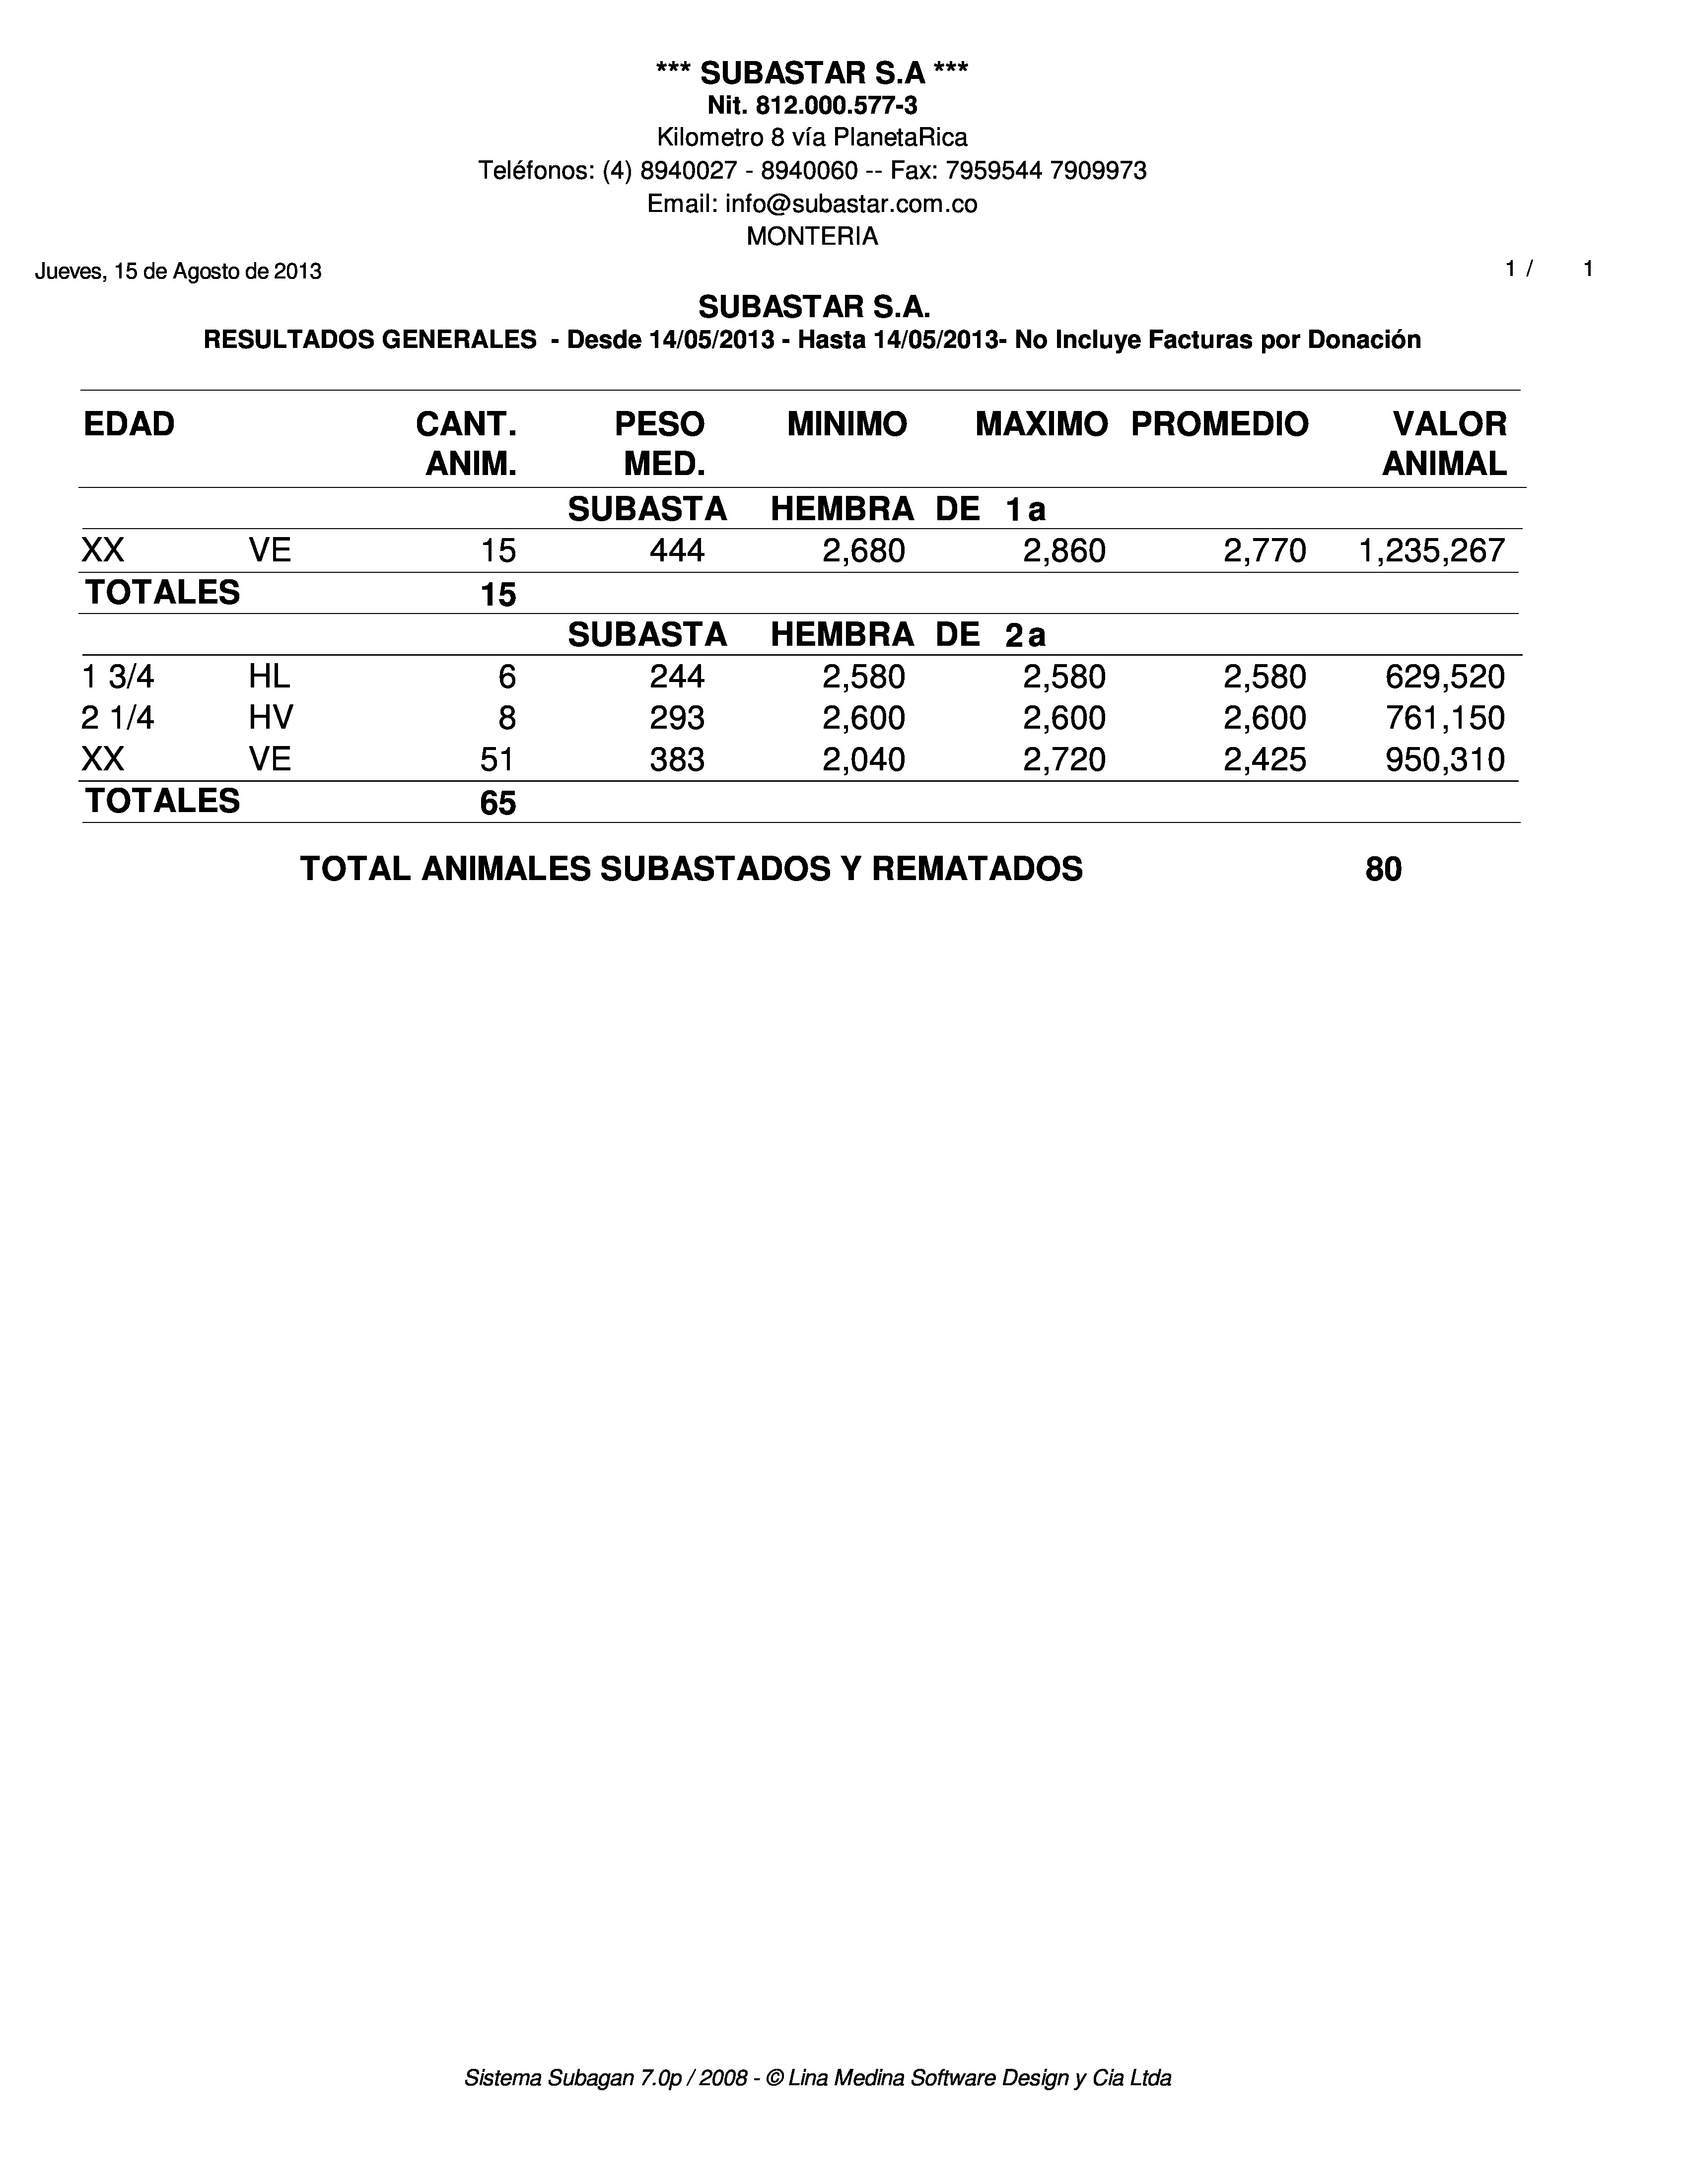 *** SUBASTAR S.A ***
Nit. 812.000.577-3
Kilometro 8 vía PlanetaRica
Teléfonos: (4) 8940027 - 8940060 -- Fax: 7959544 7909973
Email: info@subastar.com.co
MONTERIA
Jueves, 15 de Agosto de 2013 1 / 1
SUBASTAR S.A.
RESULTADOS GENERALES - Desde 14/05/2013 - Hasta 14/05/2013- No Incluye Facturas por Donación
EDAD CANT. PESO MINIMO MAXIMO PROMEDIO VALOR
ANIM. MED. ANIMAL
SUBASTA HEMBRA DE 1a
XX VE 15 444 2,680 2,860 2,770 1,235,267
TOTALES 15
SUBASTA HEMBRA DE 2a
1 3/4 HL 6 244 2,580 2,580 2,580 629,520
2 1/4 HV 8 293 2,600 2,600 2,600 761,150
XX VE 51 383 2,040 2,720 2,425 950,310
TOTALES 65
TOTAL ANIMALES SUBASTADOS Y REMATADOS 80
Sistema Subagan 7.0p / 2008 - © Lina Medina Software Design y Cia Ltda